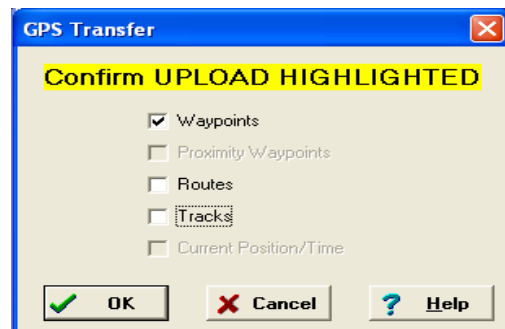 GPS Transfer
Confirm UPLOAD HIGHLIGHTED
Waypoints
Proximity Waypoints
Routes
Tracks
Current Position/Time
OK Cancel ? Help